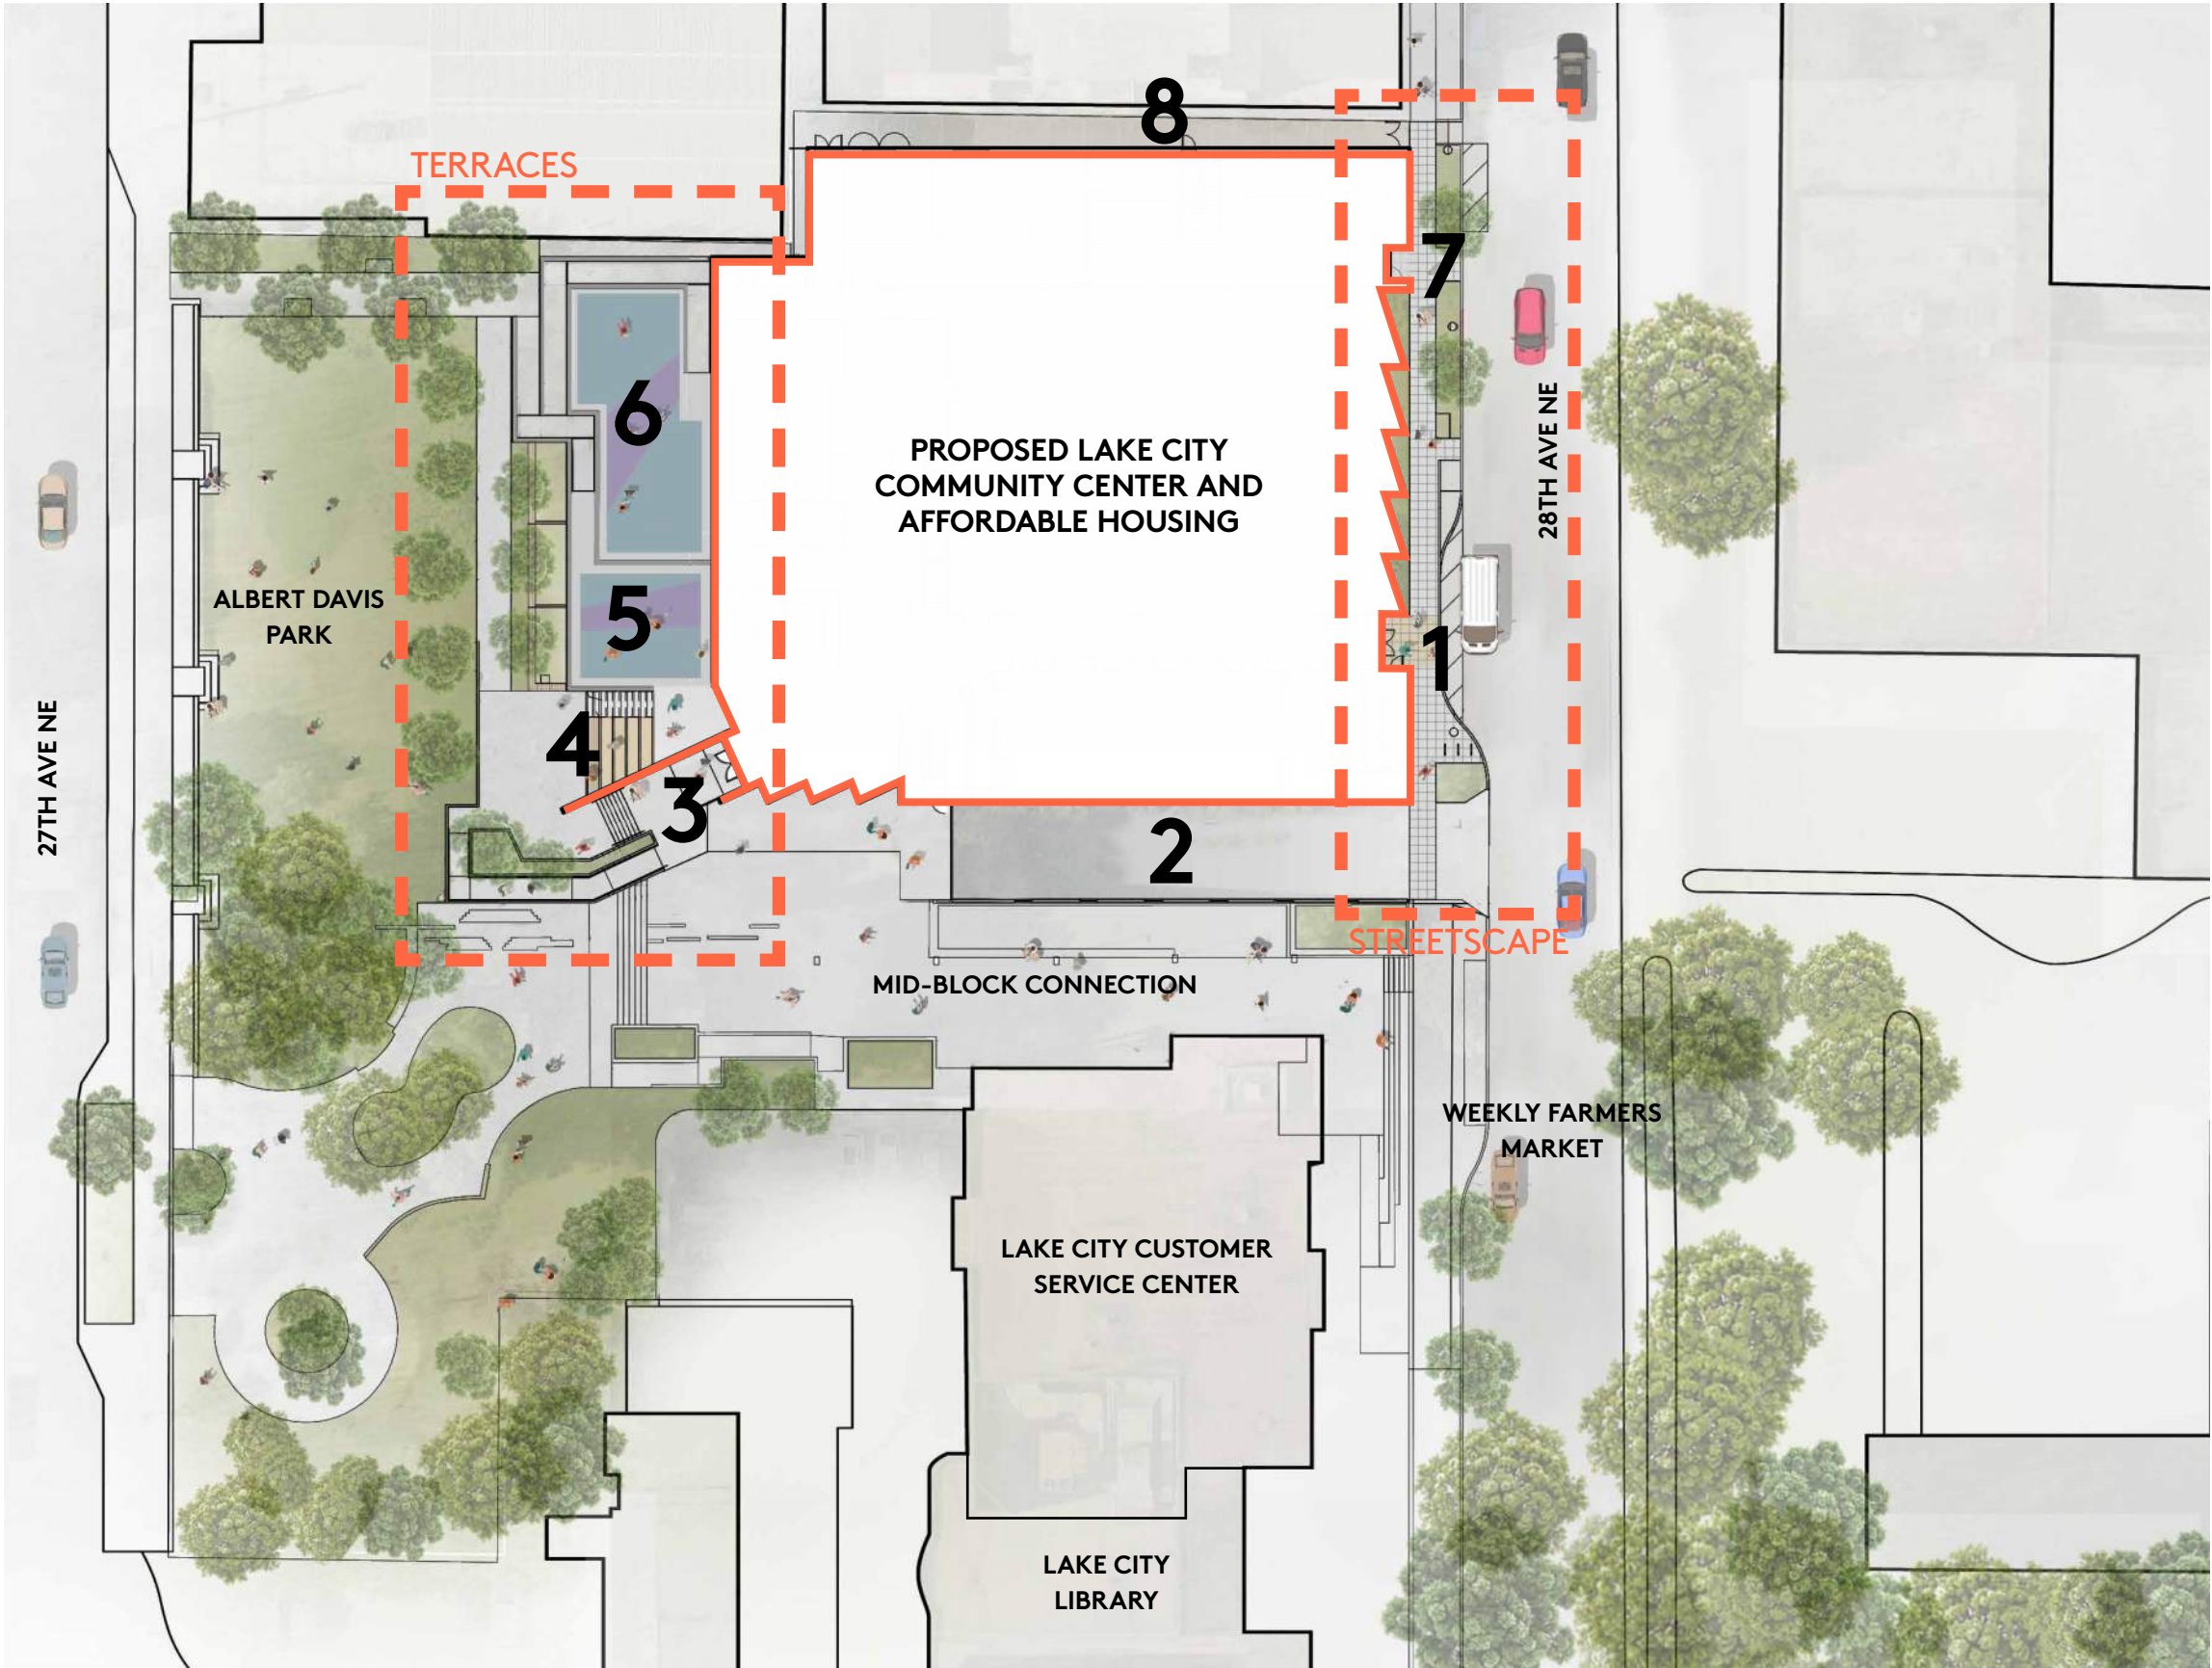 8
TERRACES
7
6
PROPOSED LAKE CITY
COMMUNITY CENTER AND
AFFORDABLE HOUSING
28TH AVE NE
5
ALBERT DAVIS
PARK
1
4
3
27TH AVE NE
2
STREETSCAPE
MID-BLOCK CONNECTION
WEEKLY FARMERS
MARKET
LAKE CITY CUSTOMER
SERVICE CENTER
LAKE CITY
LIBRARY